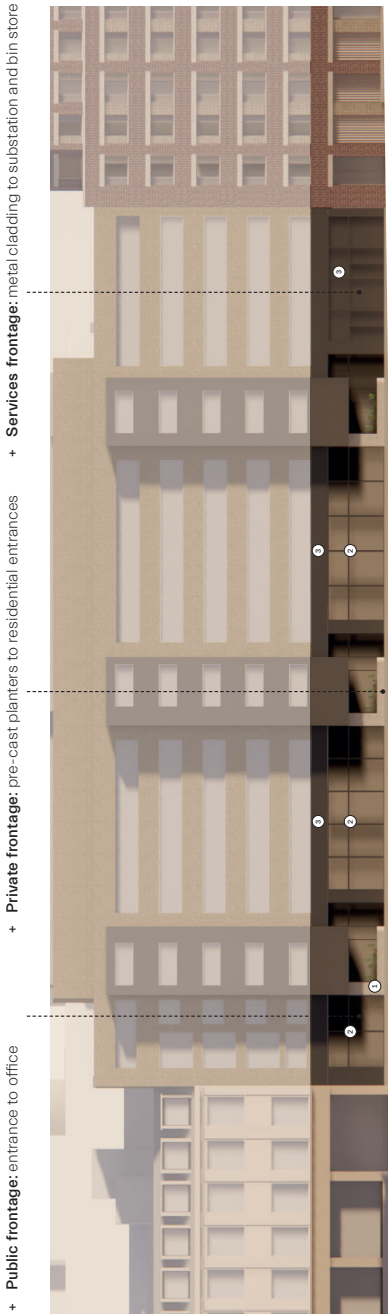 + Public frontage: entrance to office
+ Private frontage: pre-cast planters to residential entrances
+ Services frontage: metal cladding to substation and bin store
2
1
3
2
3
2
3